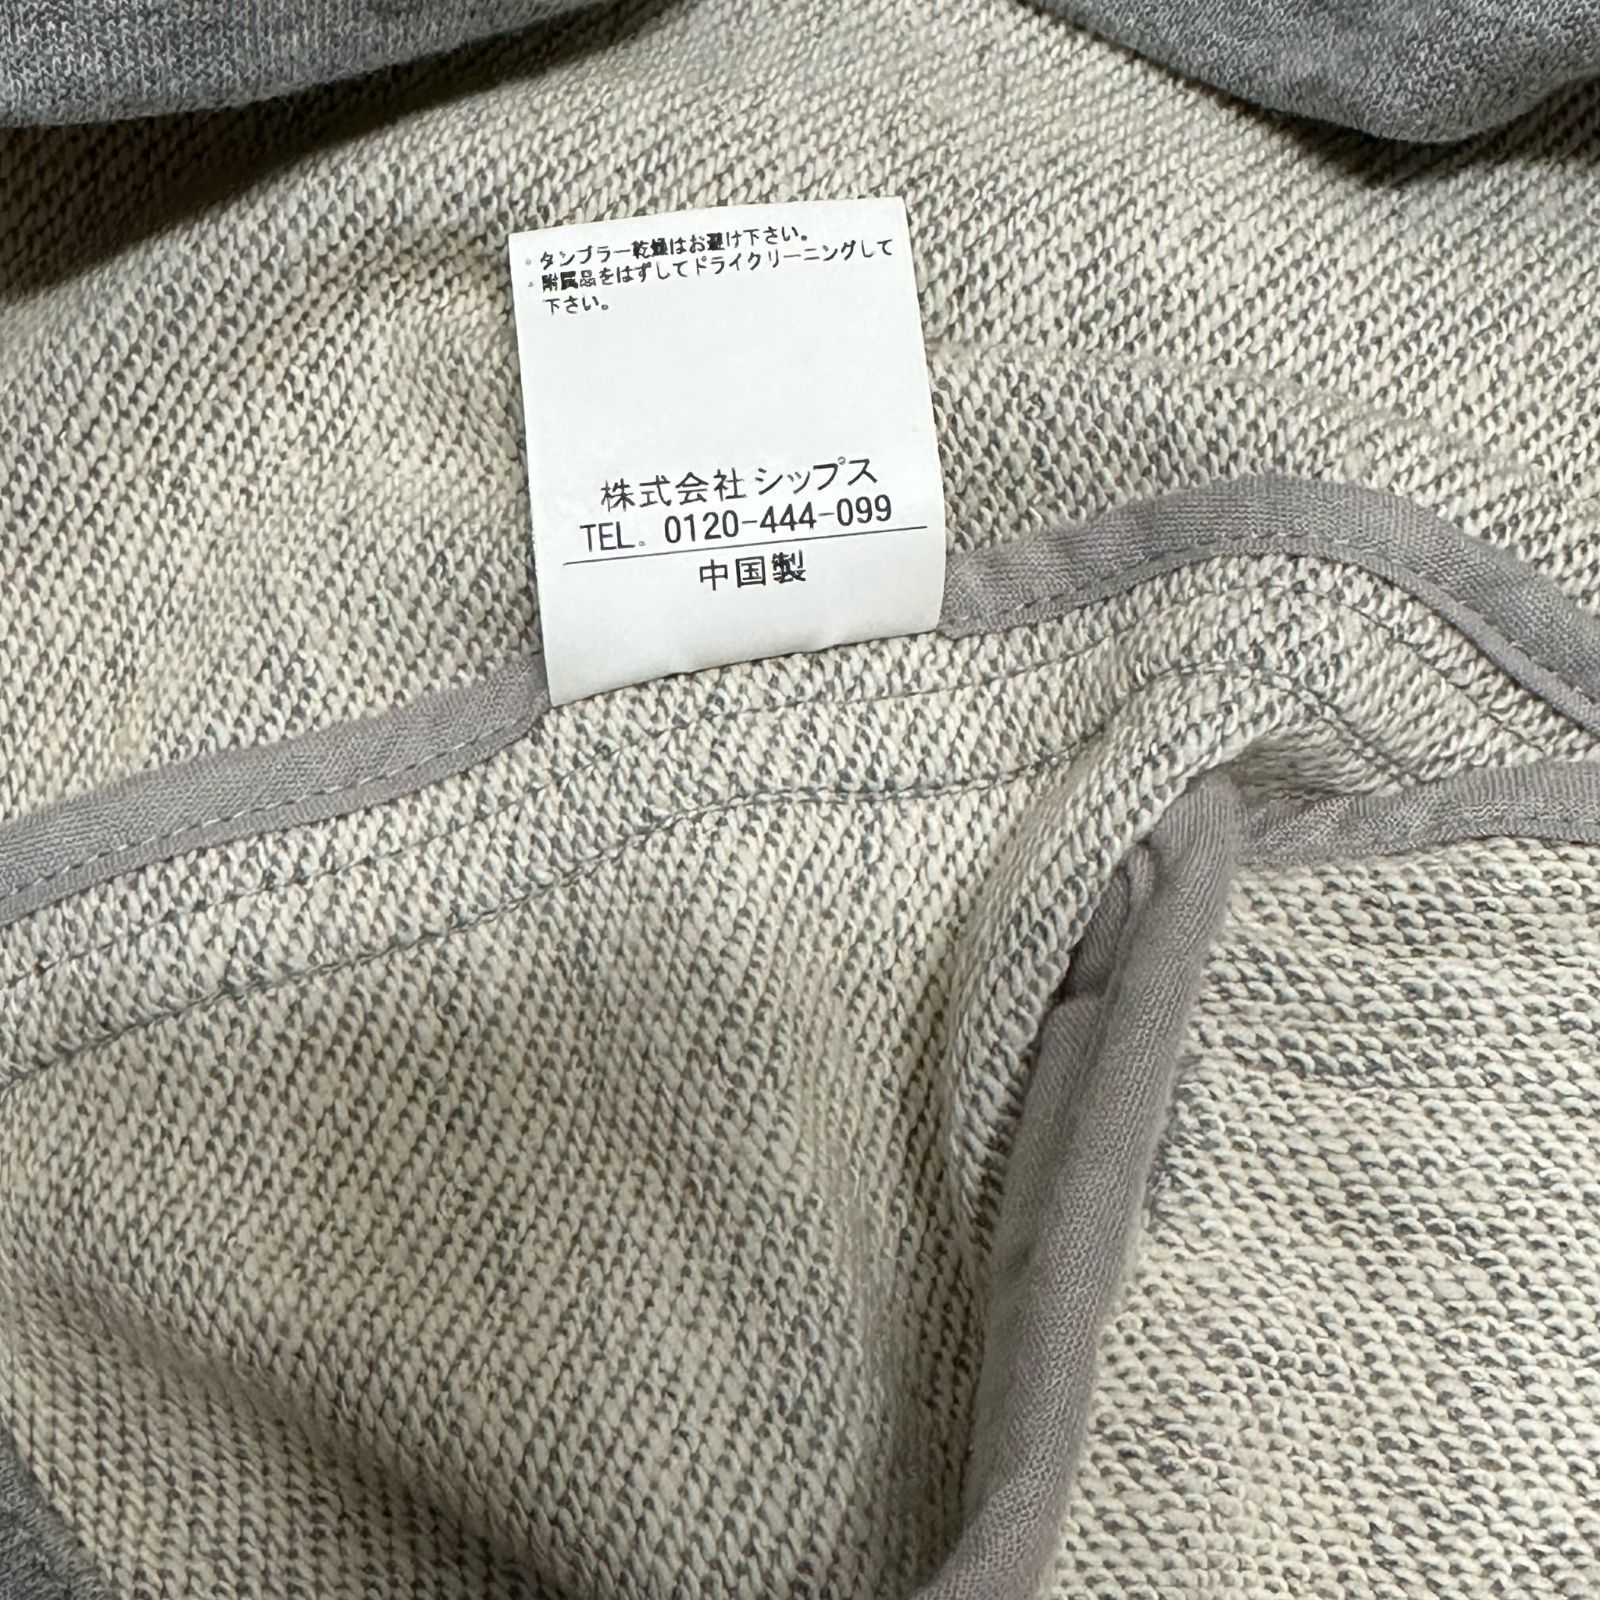 ・タンブラー乾燥はお避け下さい。
・附属品をはずしてドライクリーニングして
下さい。
株式会社 シップス
TEL. 0120-444-099
中国製